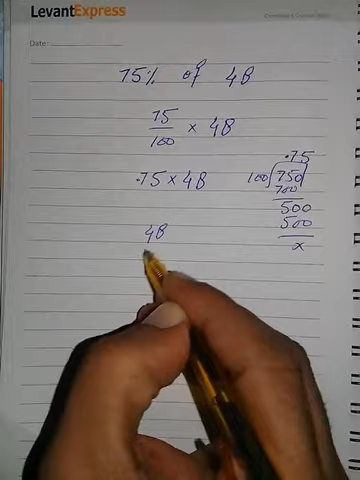 LevantExpress
Date:
75% of 48
75
100 × 48
.75 × 48
.75
100 750
700
500
500
x
48